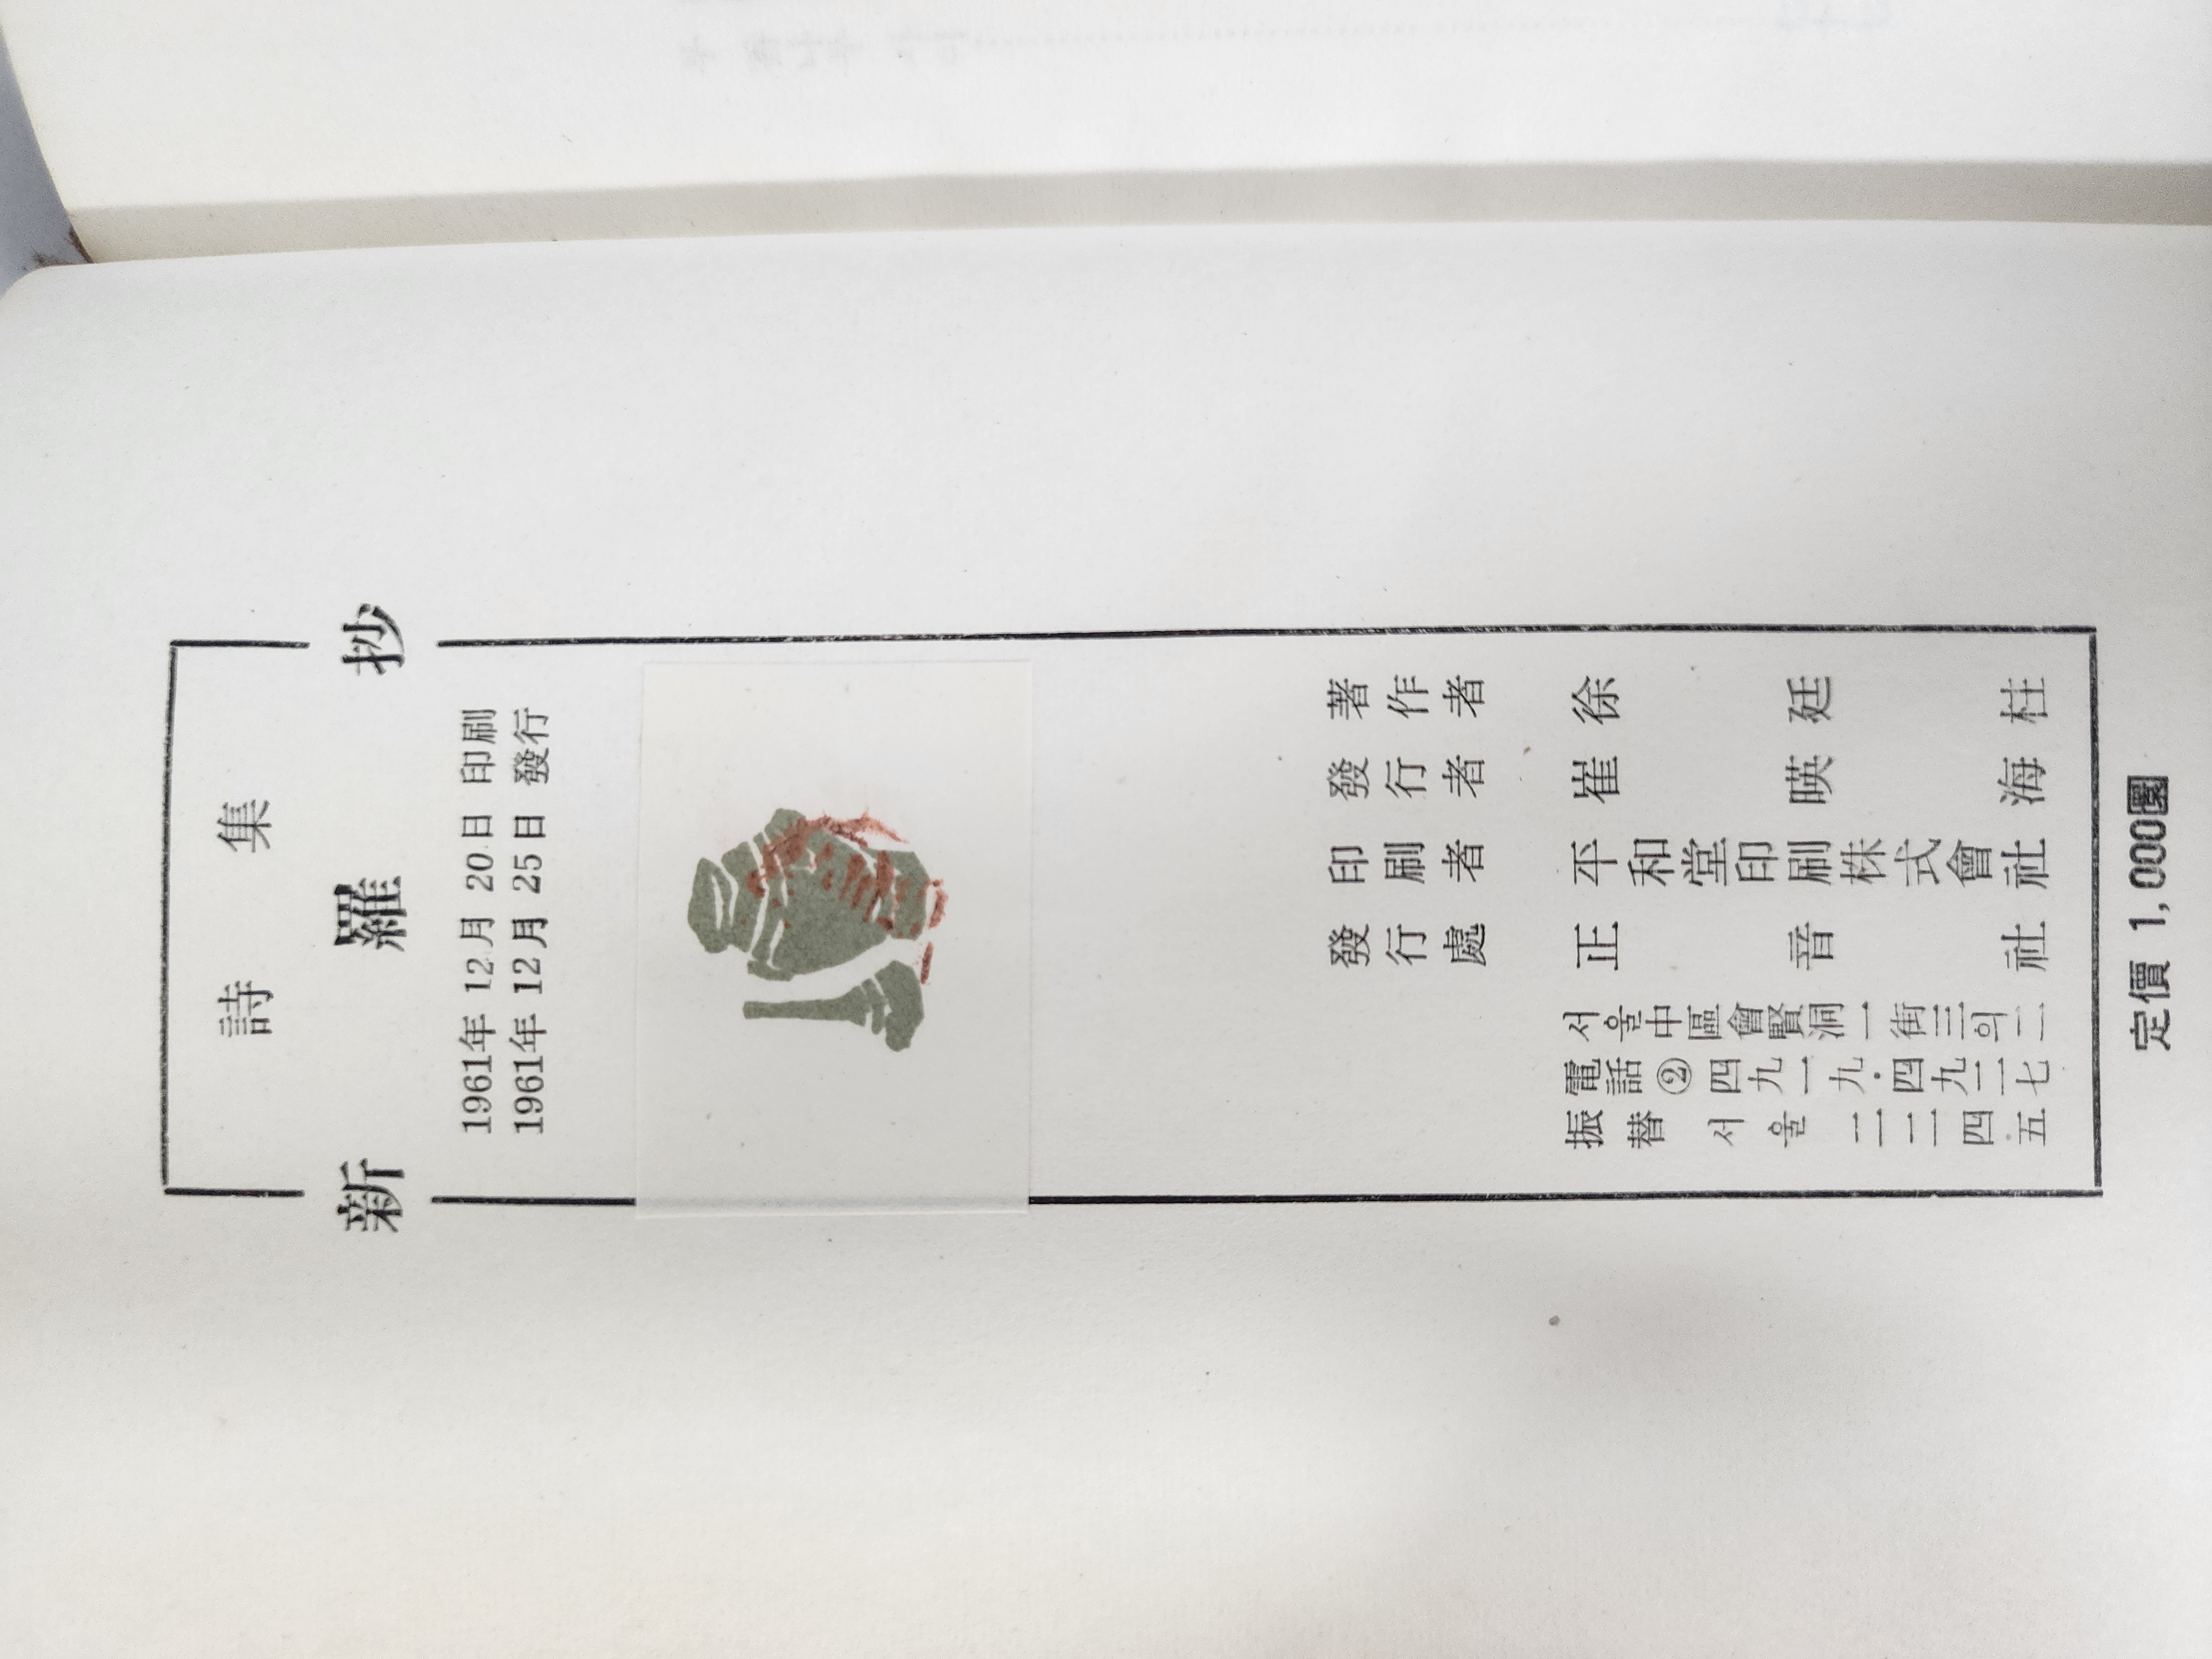 詩集
新羅抄
1961年 12月 20日 印刷
1961年 12月 25日 發行
著作者 徐廷柱
發行者 崔暎海
印刷者 平和堂印刷株式會社
發行處 正音社
서울中區會賢洞一街三의二
電話②四九一九·四九二七
振替서울二二四五
定價 1,000圜